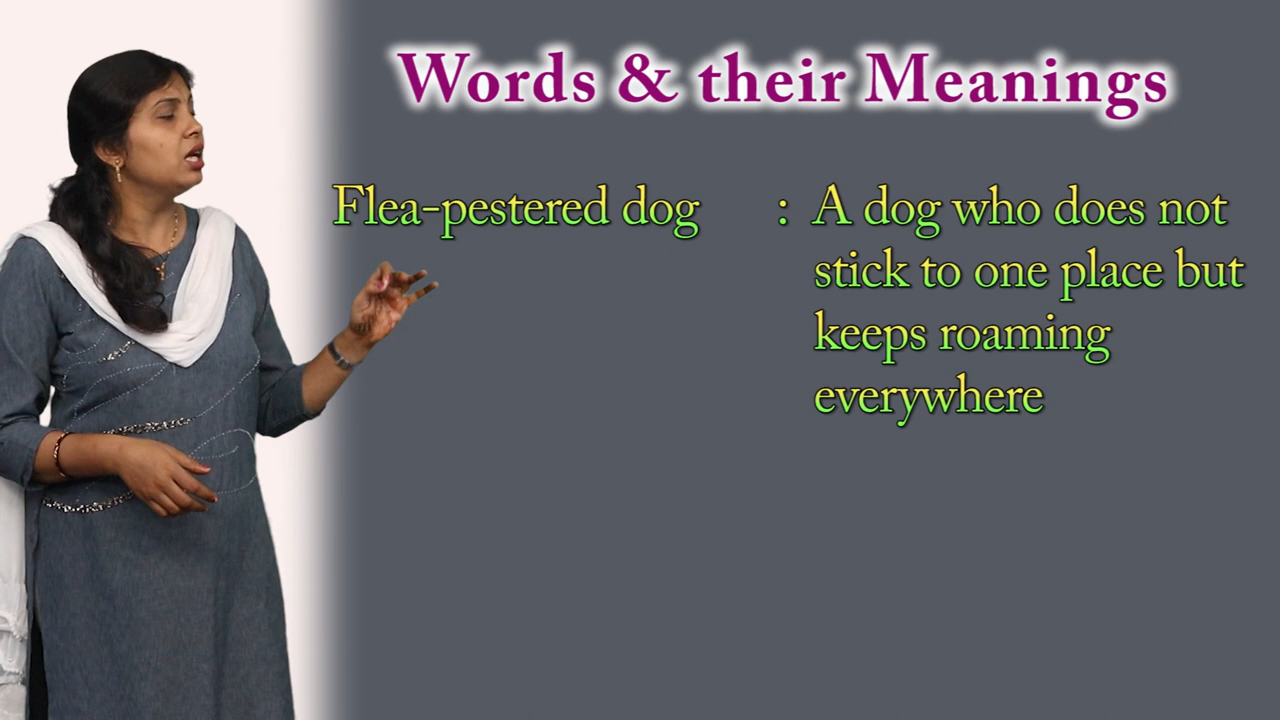 Words & their Meanings
Flea-pestered dog : A dog who does not
stick to one place but
keeps roaming
everywhere